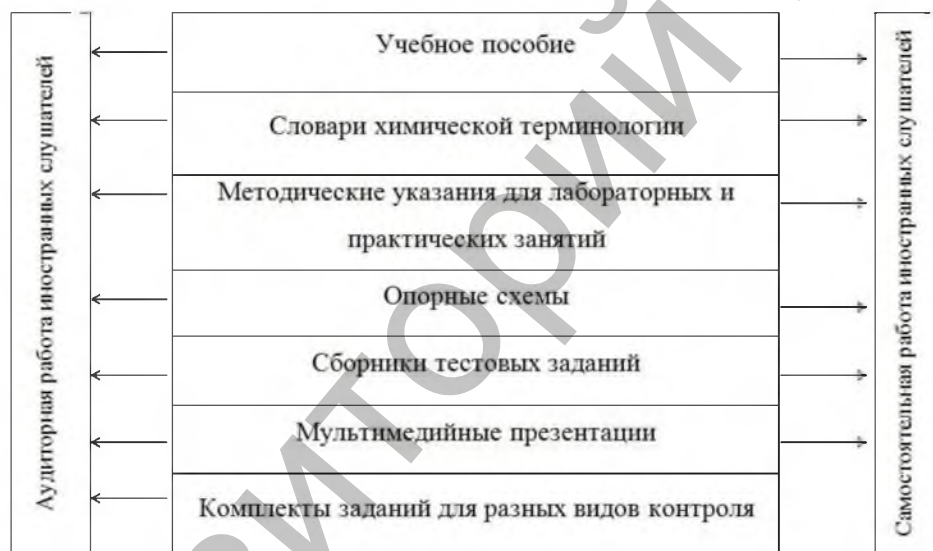 Аудиторная работа иностранных слушателей
Учебное пособие
Словари химической терминологии
Методические указания для лабораторных и
практических занятий
Опорные схемы
Сборники тестовых заданий
Мультимедийные презентации
Комплекты заданий для разных видов контроля
Самостоятельная работа иностранных слушателей